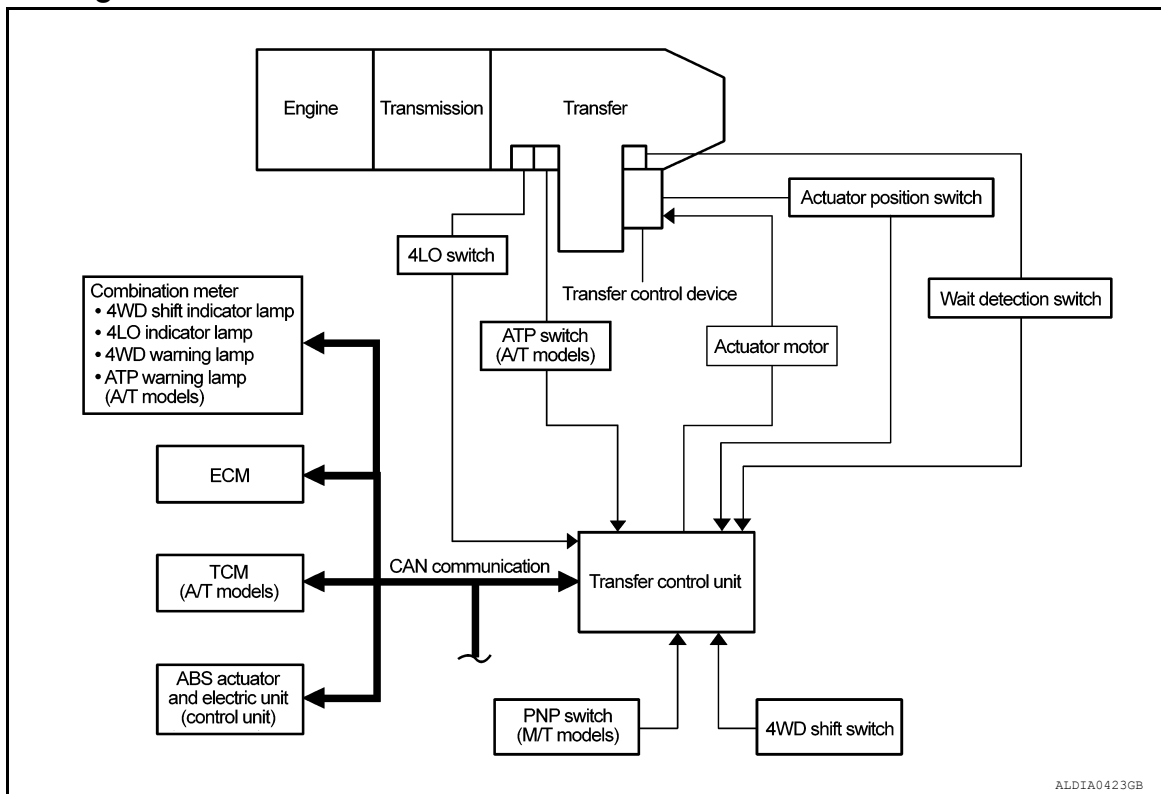 Engine
Transmission
Transfer
Actuator position switch
4LO switch
Transfer control device
Wait detection switch
Combination meter
• 4WD shift indicator lamp
• 4LO indicator lamp
• 4WD warning lamp
• ATP warning lamp
(A/T models)
ATP switch
(A/T models)
Actuator motor
ECM
TCM
(A/T models)
CAN communication
Transfer control unit
ABS actuator
and electric unit
(control unit)
PNP switch
(M/T models)
4WD shift switch
ALDIA0423GB